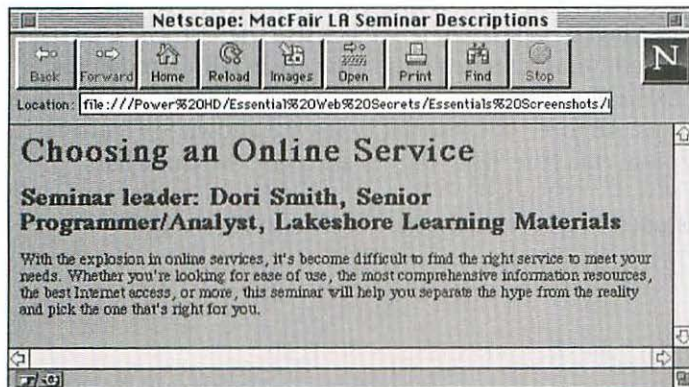 Netscape: MacFair LA Seminar Descriptions
Back Forward Home Reload Images Open Print Find Stop
N
Location: file:///Power%20HD/Essential%20Web%20Secrets/Essentials%20Screenshots/
Choosing an Online Service
Seminar leader: Dori Smith, Senior
Programmer/Analyst, Lakeshore Learning Materials
With the explosion in online services, it's become difficult to find the right service to meet your
needs. Whether you're looking for ease of use, the most comprehensive information resources,
the best Internet access, or more, this seminar will help you separate the hype from the reality
and pick the one that's right for you.